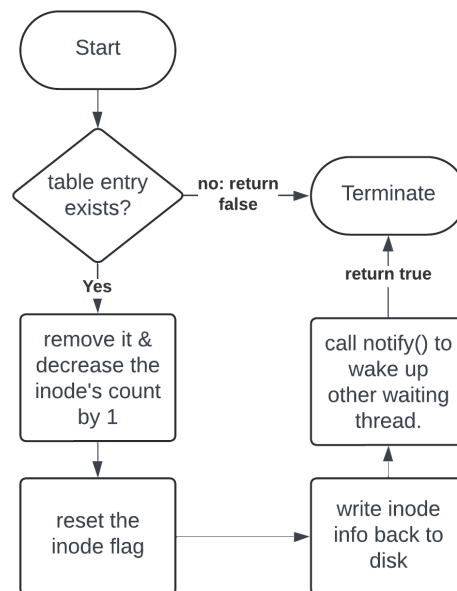 Start
table entry
exists?
no: return
false
Terminate
Yes
return true
remove it &
decrease the
inode's count
by 1
call notify() to
wake up
other waiting
thread.
reset the
inode flag
write inode
info back to
disk